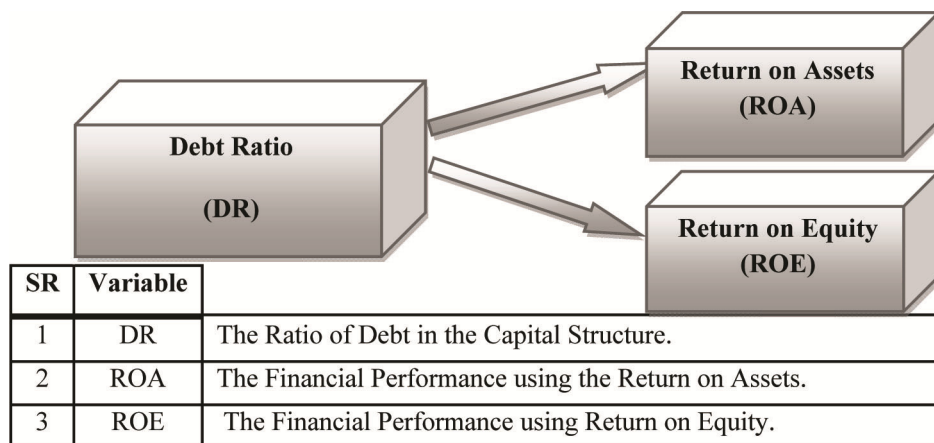 Return on Assets
(ROA)
Debt Ratio
(DR)
Return on Equity
(ROE)
SR Variable
1 DR The Ratio of Debt in the Capital Structure.
2 ROA The Financial Performance using the Return on Assets.
3 ROE The Financial Performance using Return on Equity.